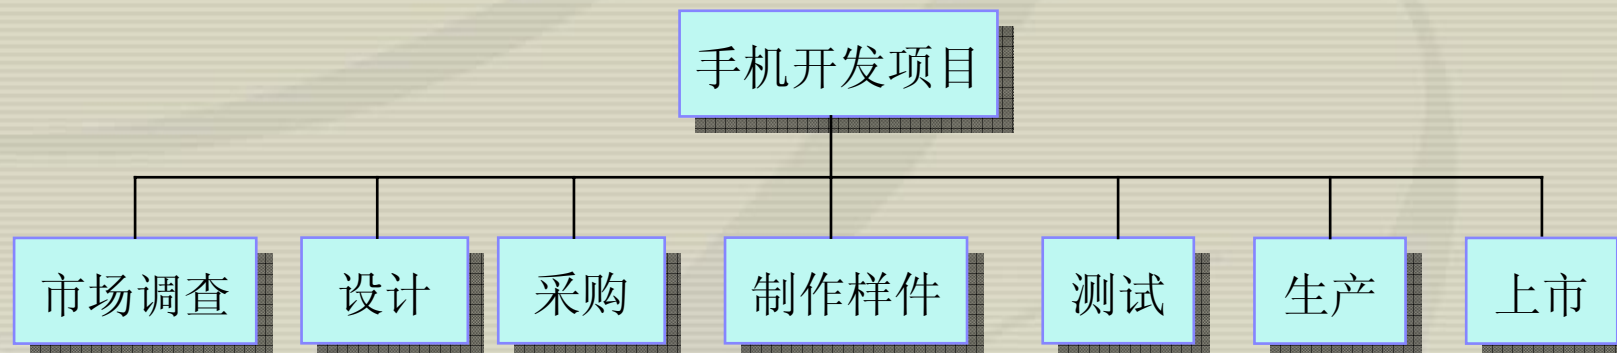 手机开发项目
市场调查
设计
采购
制作样件
测试
生产
上市